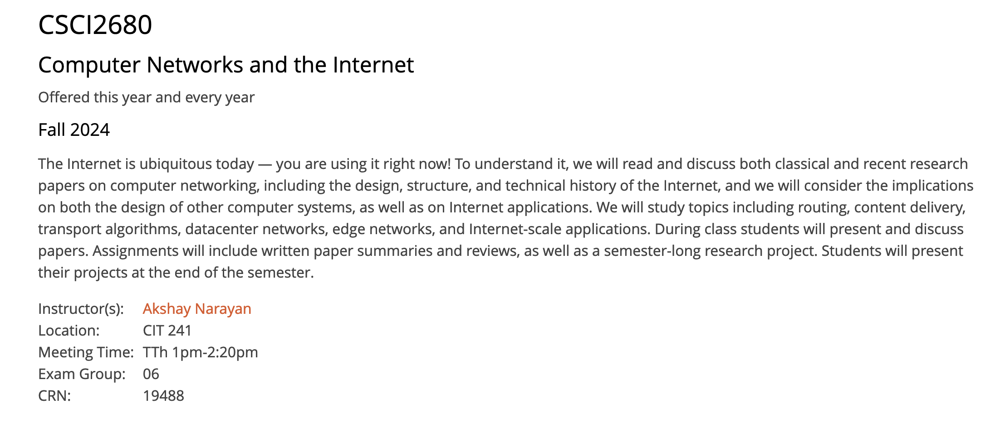 CSCI2680
Computer Networks and the Internet
Offered this year and every year
Fall 2024
The Internet is ubiquitous today — you are using it right now! To understand it, we will read and discuss both classical and recent research
papers on computer networking, including the design, structure, and technical history of the Internet, and we will consider the implications
on both the design of other computer systems, as well as on Internet applications. We will study topics including routing, content delivery,
transport algorithms, datacenter networks, edge networks, and Internet-scale applications. During class students will present and discuss
papers. Assignments will include written paper summaries and reviews, as well as a semester-long research project. Students will present
their projects at the end of the semester.
Instructor(s): Akshay Narayan
Location: CIT 241
Meeting Time: TTh 1pm-2:20pm
Exam Group: 06
CRN: 19488